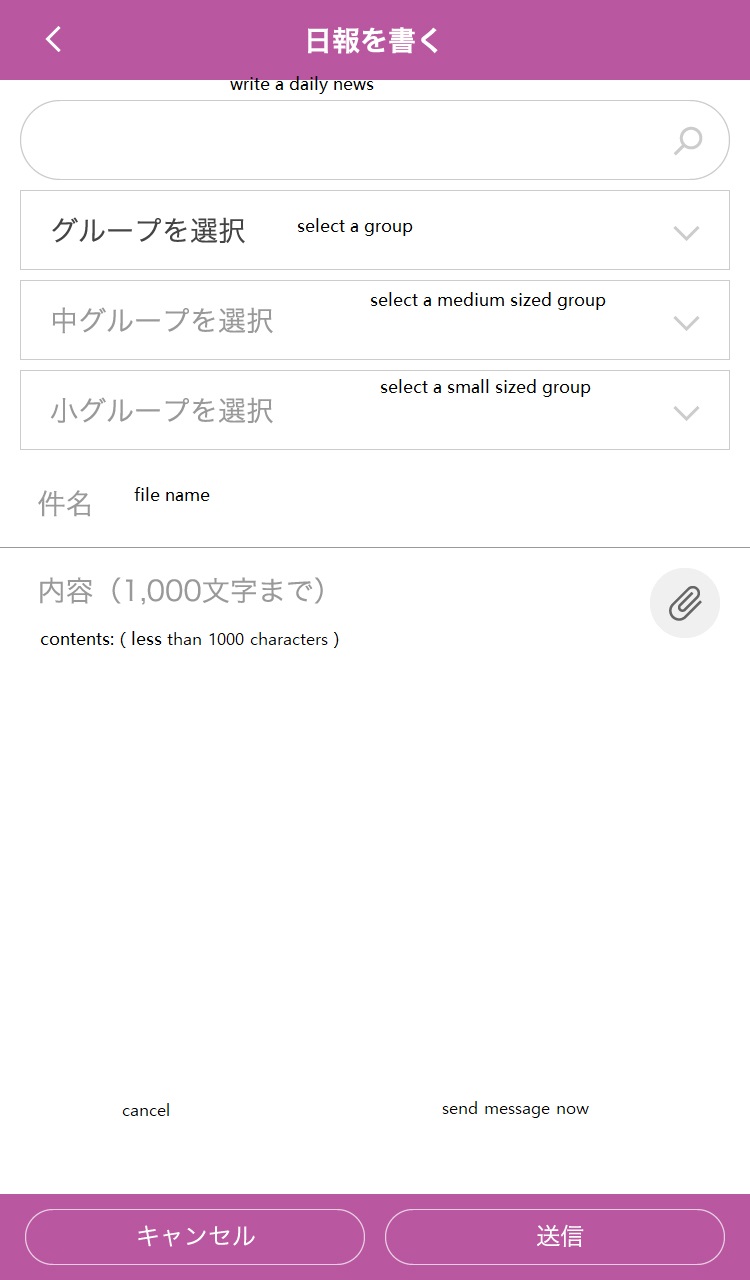 日報を書く
write a daily news
グループを選択
select a group
中グループを選択
select a medium sized group
小グループを選択
select a small sized group
件名
file name
内容（1,000文字まで）
contents: ( less than 1000 characters )
cancel
send message now
キャンセル
送信